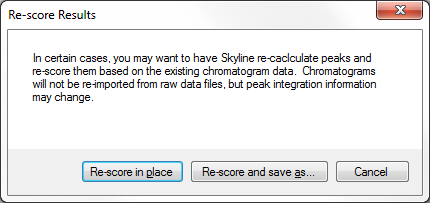 Re-score Results
In certain cases, you may want to have Skyline re-caclculate peaks and
re-score them based on the existing chromatogram data.  Chromatograms
will not be re-imported from raw data files, but peak integration information
may change.
Re-score in place
Re-score and save as...
Cancel